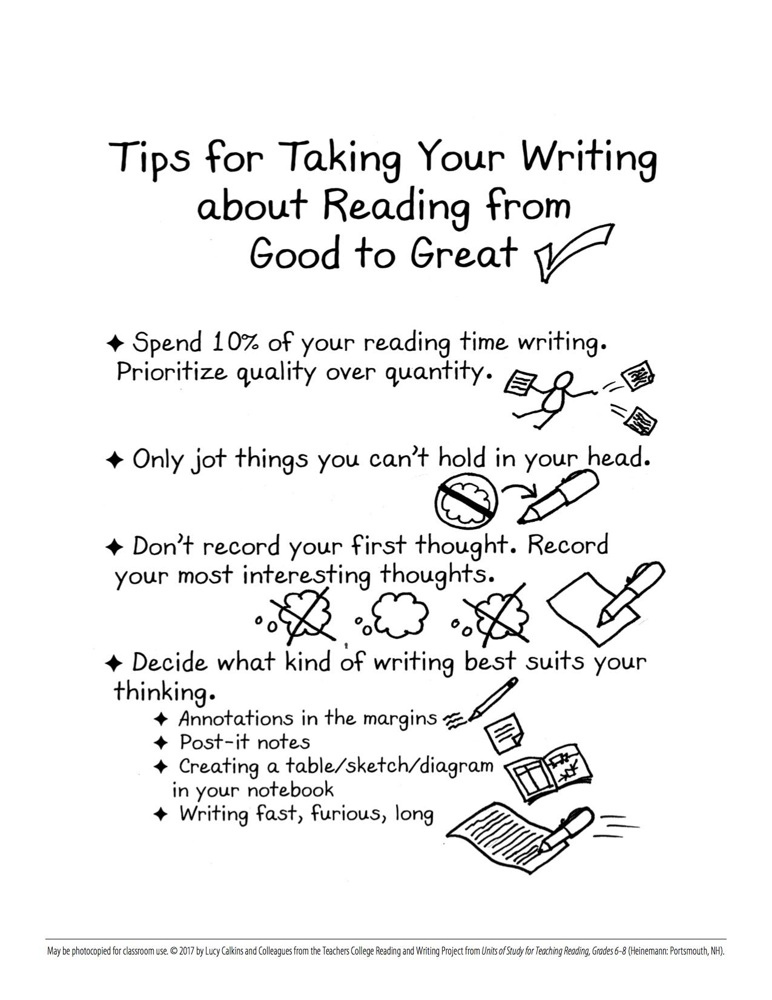 Tips for Taking Your Writing
about Reading from
Good to Great
✦ Spend 10% of your reading time writing.
Prioritize quality over quantity.
✦ Only jot things you can't hold in your head.
✦ Don't record your first thought. Record
your most interesting thoughts.
✦ Decide what kind of writing best suits your
thinking.
✦ Annotations in the margins
✦ Post-it notes
✦ Creating a table/sketch/diagram
in your notebook
✦ Writing fast, furious, long
May be photocopied for classroom use. © 2017 by Lucy Calkins and Colleagues from the Teachers College Reading and Writing Project from Units of Study for Teaching Reading, Grades 6–8 (Heinemann: Portsmouth, NH).